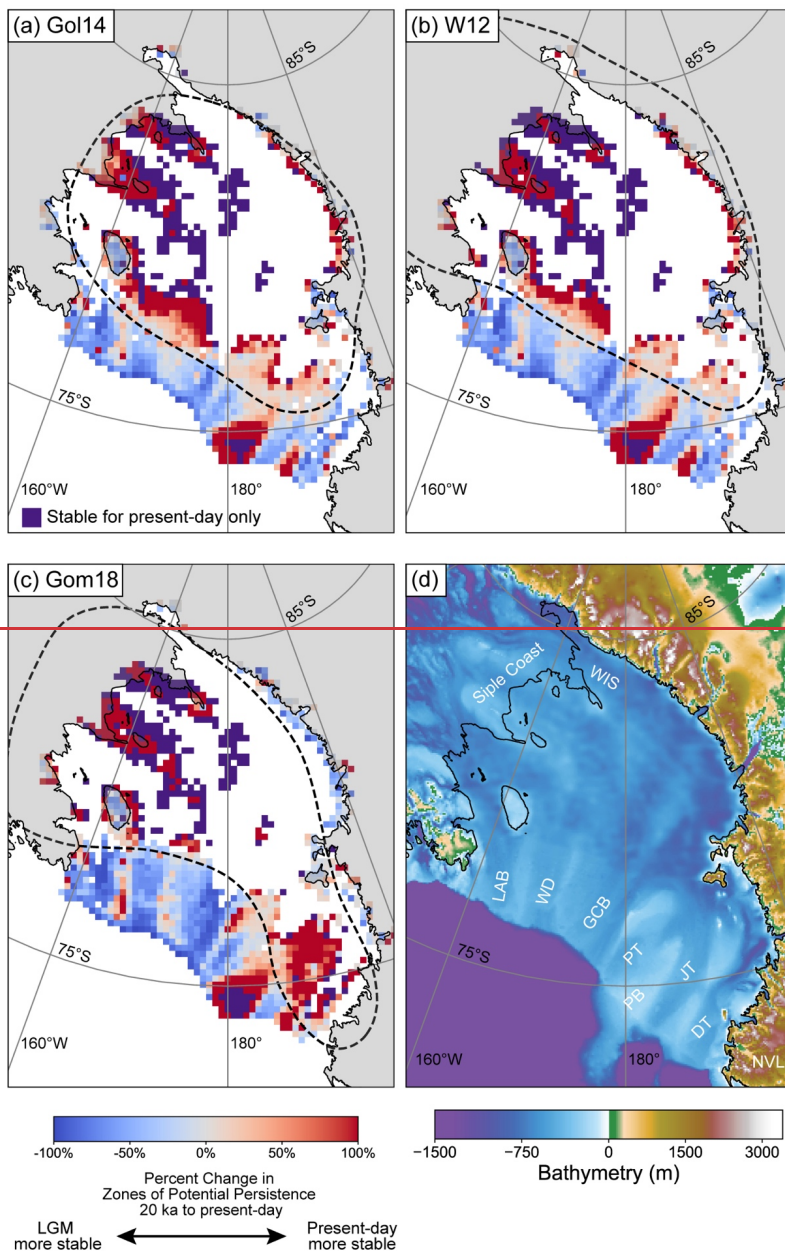 (a) Gol14
85°S
75°S
160°W
180°
Stable for present-day only
(b) W12
85°S
75°S
160°W
180°
(c) Gom18
85°S
75°S
160°W
180°
(d)
85°S
Siple Coast
WIS
LAB
WD
GCB
PT
JT
PB
DT
75°S
160°W
180°
NVL
-100%
-50%
0%
50%
100%
Percent Change in
Zones of Potential Persistence
20 ka to present-day
LGM
more stable
Present-day
more stable
−1500
−750
0
1500
3000
Bathymetry (m)